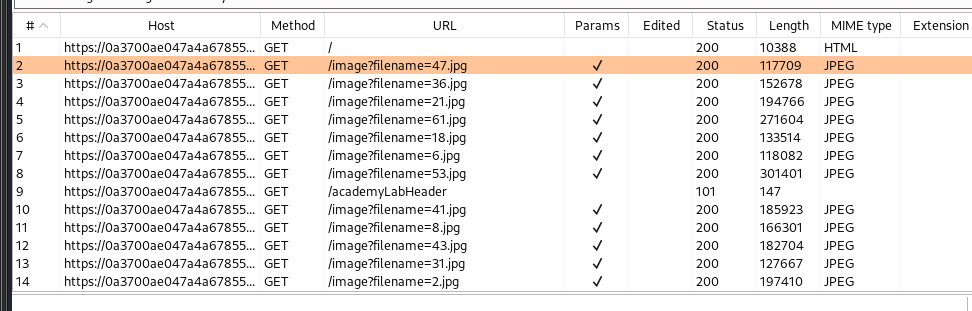 # Host Method URL Params Edited Status Length MIME type Extension
1 https://0a3700ae047a4a67855... GET / 200 10388 HTML
2 https://0a3700ae047a4a67855... GET /image?filename=47.jpg ✓ 200 117709 JPEG
3 https://0a3700ae047a4a67855... GET /image?filename=36.jpg ✓ 200 152678 JPEG
4 https://0a3700ae047a4a67855... GET /image?filename=21.jpg ✓ 200 194766 JPEG
5 https://0a3700ae047a4a67855... GET /image?filename=61.jpg ✓ 200 271604 JPEG
6 https://0a3700ae047a4a67855... GET /image?filename=18.jpg ✓ 200 133514 JPEG
7 https://0a3700ae047a4a67855... GET /image?filename=6.jpg ✓ 200 118082 JPEG
8 https://0a3700ae047a4a67855... GET /image?filename=53.jpg ✓ 200 301401 JPEG
9 https://0a3700ae047a4a67855... GET /academyLabHeader 101 147
10 https://0a3700ae047a4a67855... GET /image?filename=41.jpg ✓ 200 185923 JPEG
11 https://0a3700ae047a4a67855... GET /image?filename=8.jpg ✓ 200 166301 JPEG
12 https://0a3700ae047a4a67855... GET /image?filename=43.jpg ✓ 200 182704 JPEG
13 https://0a3700ae047a4a67855... GET /image?filename=31.jpg ✓ 200 127667 JPEG
14 https://0a3700ae047a4a67855... GET /image?filename=2.jpg ✓ 200 197410 JPEG